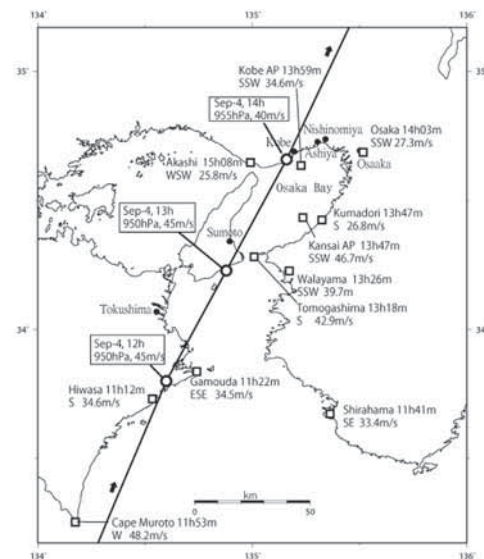 134゜
135゜
136゜
35゜
35゜
Kobe AP 13h59m
SSW 34.6m/s
Sep-4, 14h
955hPa, 40m/s
Nishinomiya
Kobe
Ashiya
Osaka 14h03m
SSW 27.3m/s
Osaaka
Akashi 15h08m
WSW 25.8m/s
Osaka Bay
Sep-4, 13h
950hPa, 45m/s
Sumoto
Kumadori 13h47m
S 26.8m/s
Kansai AP 13h47m
SSW 46.7m/s
Walayama 13h26m
SSW 39.7m
Tomogashima 13h18m
S 42.9m/s
Tokushima
34゜
34゜
Sep-4, 12h
950hPa, 45m/s
Hiwasa 11h12m
S 34.6m/s
Gamouda 11h22m
ESE 34.5m/s
Shirahama 11h41m
SE 33.4m/s
km
0
50
Cape Muroto 11h53m
W 48.2m/s
134゜
135゜
136゜